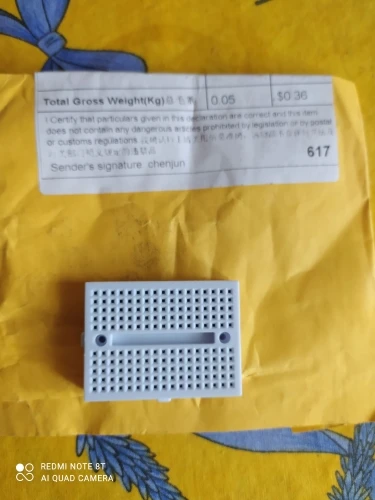 Total Gross Weight(Kg) 0.05 $0.36
I Certify that particulars given in this declaration are correct and this item
does not contain any dangerous articles prohibited by legislation or by postal
or customs regulations
617
Sender's signature: chenjun
REDMI NOTE 8T
AI QUAD CAMERA